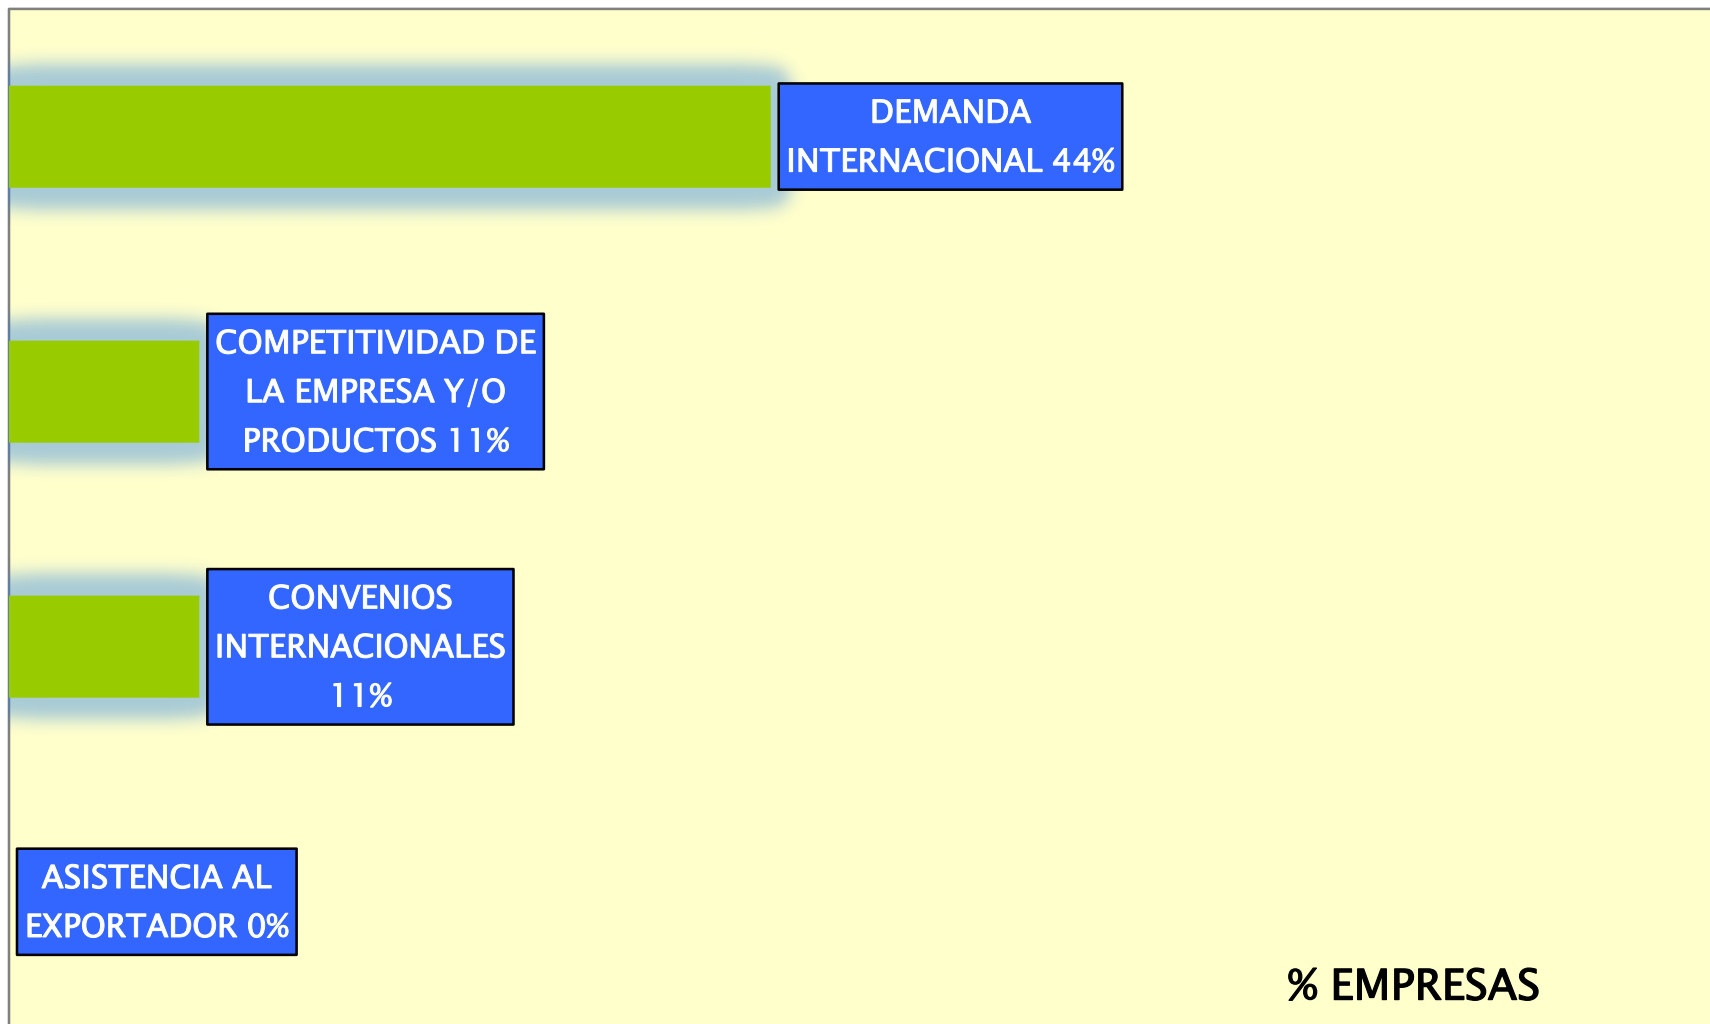 DEMANDA
INTERNACIONAL 44%
COMPETITIVIDAD DE
LA EMPRESA Y/O
PRODUCTOS 11%
CONVENIOS
INTERNACIONALES
11%
ASISTENCIA AL
EXPORTADOR 0%
% EMPRESAS